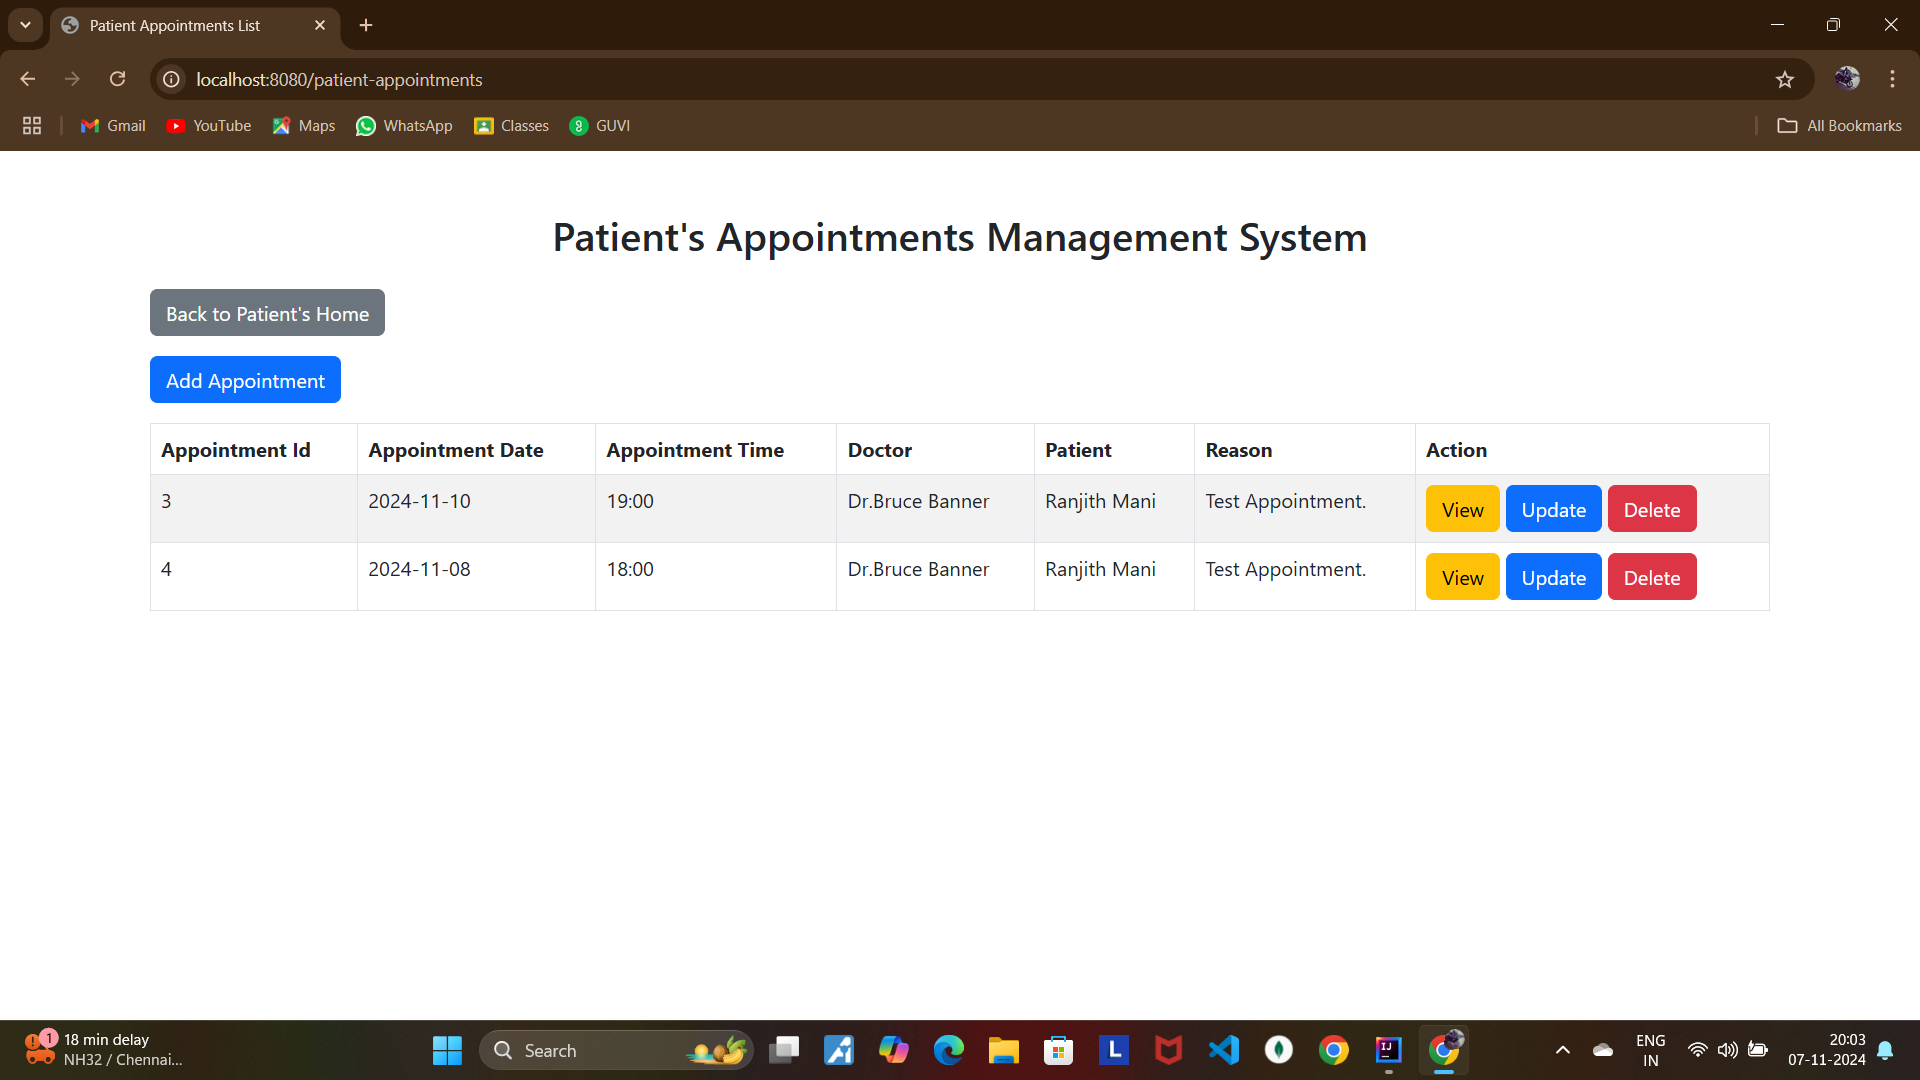 Patient Appointments List
localhost:8080/patient-appointments
Gmail YouTube Maps WhatsApp Classes GUVI All Bookmarks
Patient's Appointments Management System
Back to Patient's Home
Add Appointment
Appointment Id Appointment Date Appointment Time Doctor Patient Reason Action
3 2024-11-10 19:00 Dr.Bruce Banner Ranjith Mani Test Appointment. View Update Delete
4 2024-11-08 18:00 Dr.Bruce Banner Ranjith Mani Test Appointment. View Update Delete
1 18 min delay
NH32 / Chennai...
Search
L
IJ
ENG
IN
20:03
07-11-2024